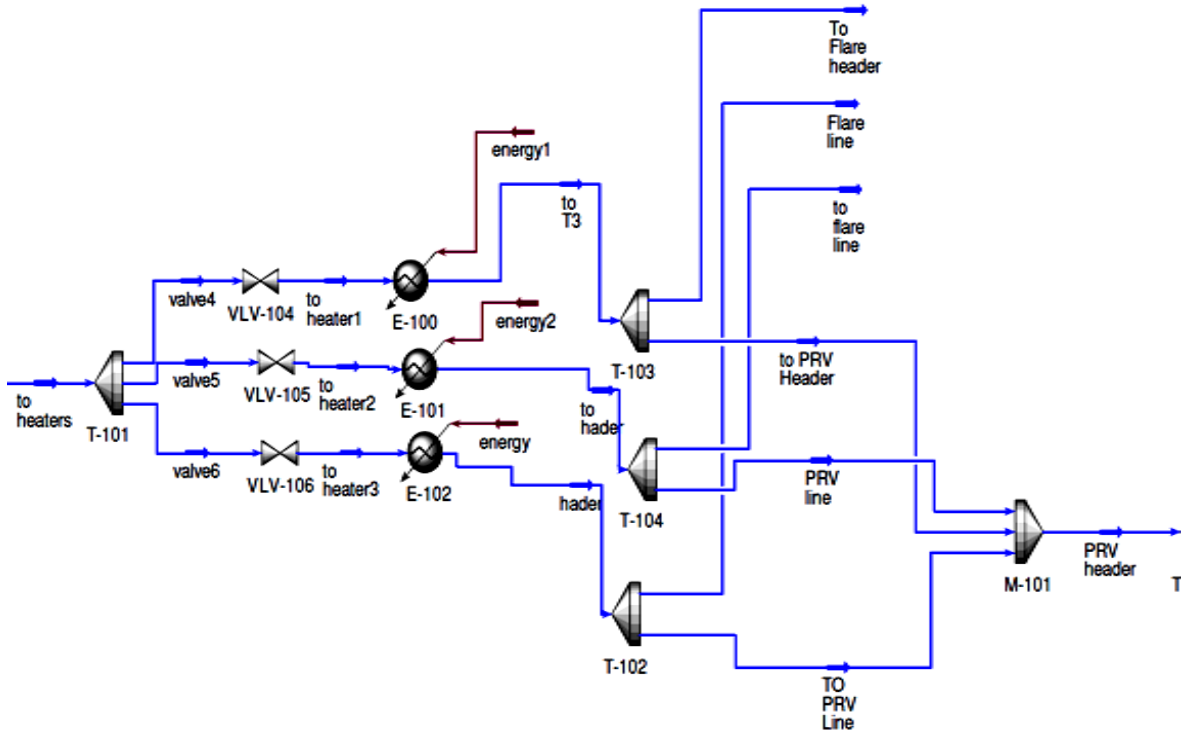 To
Flare
header
Flare
line
energy1
to
T3
to
flare
line
valve4
VLV-104
to
heater1
E-100
energy2
T-103
to PRV
Header
to
heaters
T-101
valve5
VLV-105
to
heater2
E-101
to
hader
energy
valve6
VLV-106
to
heater3
E-102
hader
T-104
PRV
line
M-101
PRV
header
T
T-102
TO
PRV
Line